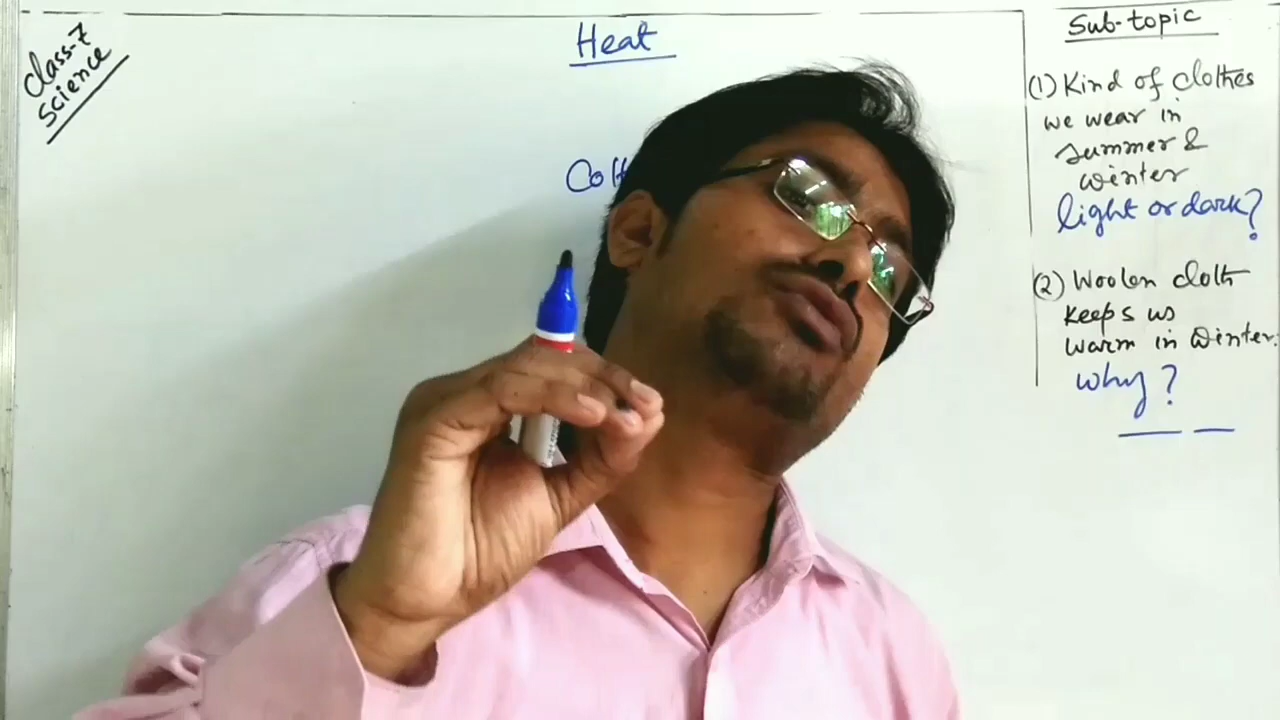 class-7
science
Heat
Sub-topic
(1) Kind of clothes
we wear in
summer &
winter
light or dark?
(2) Woolen cloth
keeps us
warm in winter.
why?